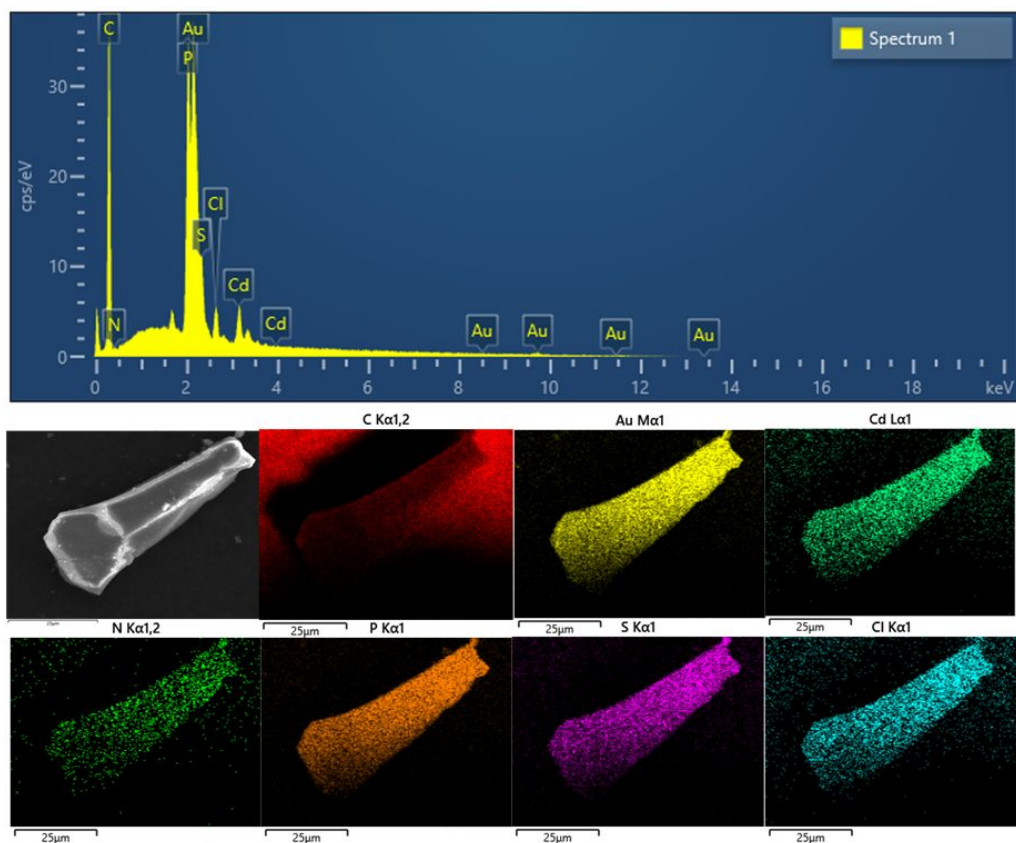 C
Au
Spectrum 1
P
30
cps/eV
20
Cl
S
10
Cd
N
Cd
Au
Au
Au
Au
0
0 2 4 6 8 10 12 14 16 18 keV
C Kα1,2
Au Mα1
Cd Lα1
25µm
25µm
25µm
N Kα1,2
P Kα1
S Kα1
Cl Kα1
25µm
25µm
25µm
25µm